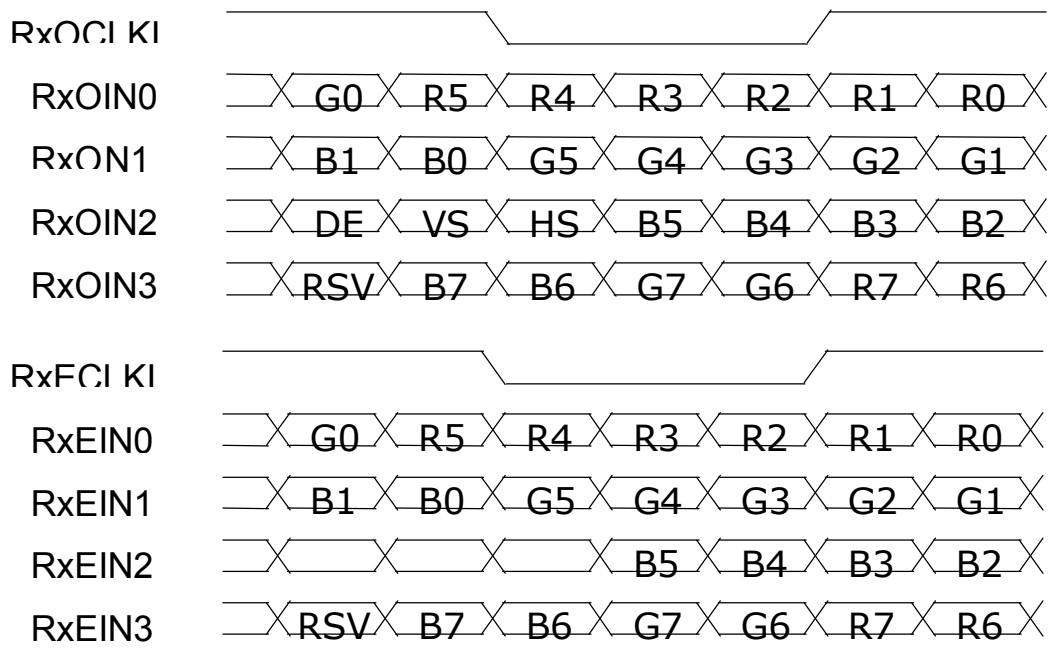 RxOCLKI
RxOIN0 G0 R5 R4 R3 R2 R1 R0
RxON1 B1 B0 G5 G4 G3 G2 G1
RxOIN2 DE VS HS B5 B4 B3 B2
RxOIN3 RSV B7 B6 G7 G6 R7 R6
RxECLKI
RxEIN0 G0 R5 R4 R3 R2 R1 R0
RxEIN1 B1 B0 G5 G4 G3 G2 G1
RxEIN2 B5 B4 B3 B2
RxEIN3 RSV B7 B6 G7 G6 R7 R6